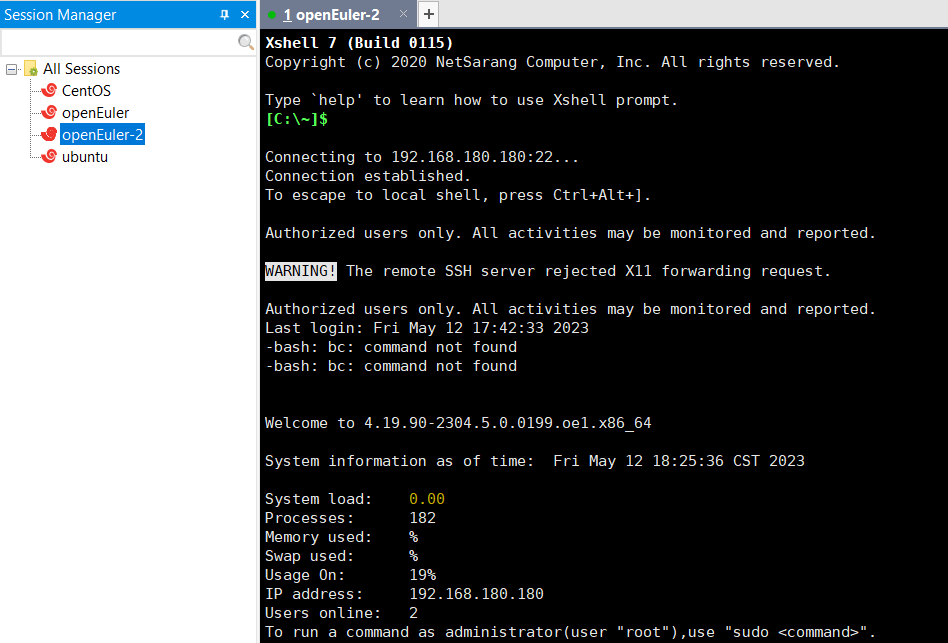 Session Manager
All Sessions
CentOS
openEuler
openEuler-2
ubuntu
1 openEuler-2
Xshell 7 (Build 0115)
Copyright (c) 2020 NetSarang Computer, Inc. All rights reserved.
Type `help' to learn how to use Xshell prompt.
[C:\~]$
Connecting to 192.168.180.180:22...
Connection established.
To escape to local shell, press Ctrl+Alt+].
Authorized users only. All activities may be monitored and reported.
WARNING! The remote SSH server rejected X11 forwarding request.
Authorized users only. All activities may be monitored and reported.
Last login: Fri May 12 17:42:33 2023
-bash: bc: command not found
-bash: bc: command not found
Welcome to 4.19.90-2304.5.0.0199.oe1.x86_64
System information as of time:  Fri May 12 18:25:36 CST 2023
System load:    0.00
Processes:      182
Memory used:    %
Swap used:      %
Usage On:       19%
IP address:     192.168.180.180
Users online:   2
To run a command as administrator(user "root"),use "sudo <command>".